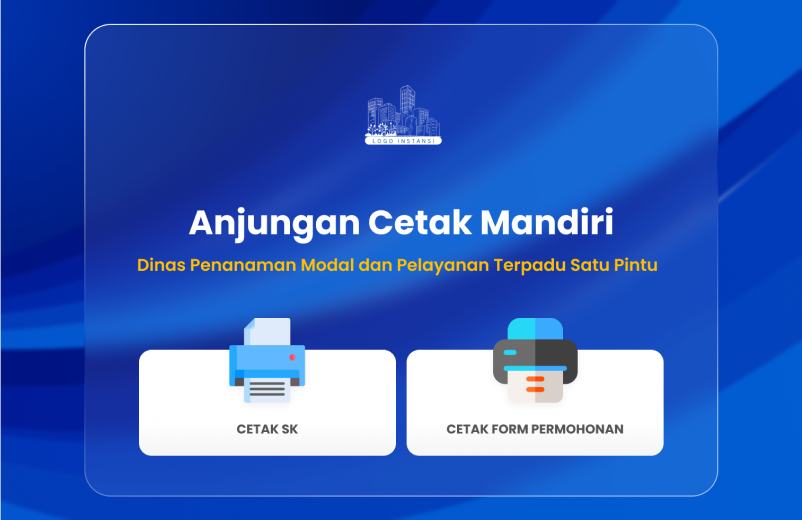 LOGO INSTANSI
Anjungan Cetak Mandiri
Dinas Penanaman Modal dan Pelayanan Terpadu Satu Pintu
CETAK SK
CETAK FORM PERMOHONAN